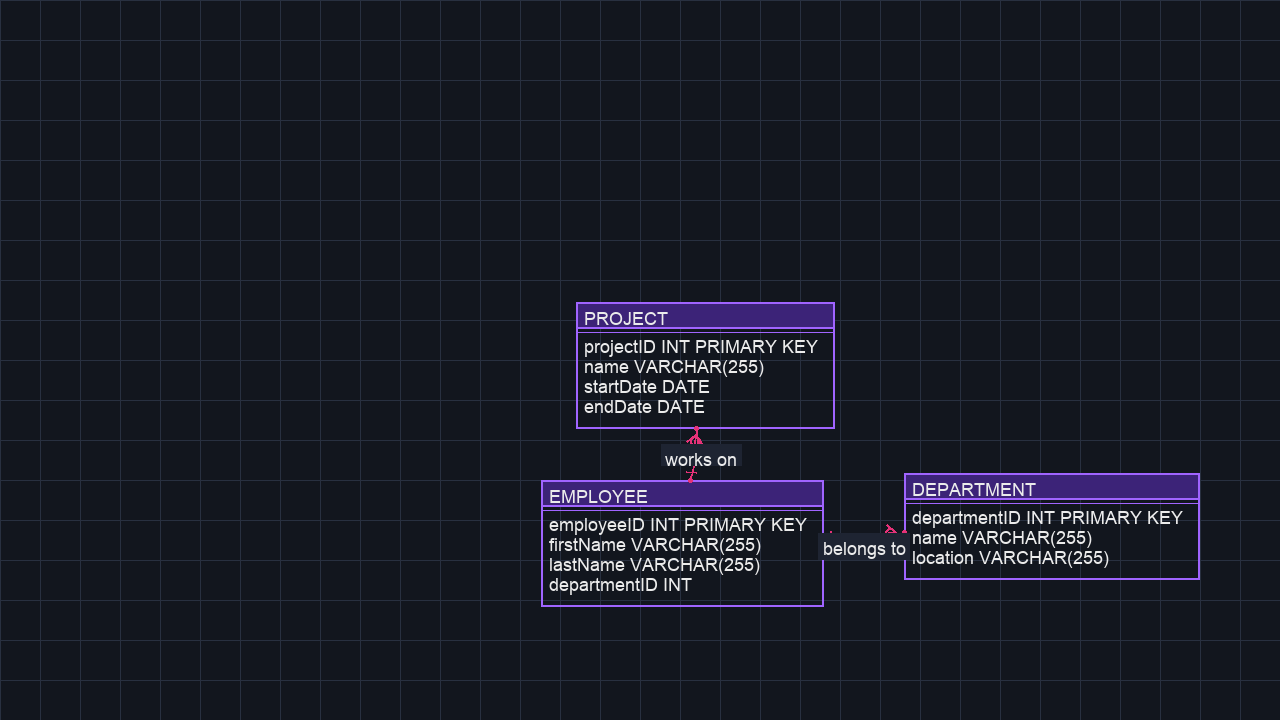 PROJECT
projectID INT PRIMARY KEY
name VARCHAR(255)
startDate DATE
endDate DATE
works on
EMPLOYEE
employeeID INT PRIMARY KEY
firstName VARCHAR(255)
lastName VARCHAR(255)
departmentID INT
belongs to
DEPARTMENT
departmentID INT PRIMARY KEY
name VARCHAR(255)
location VARCHAR(255)